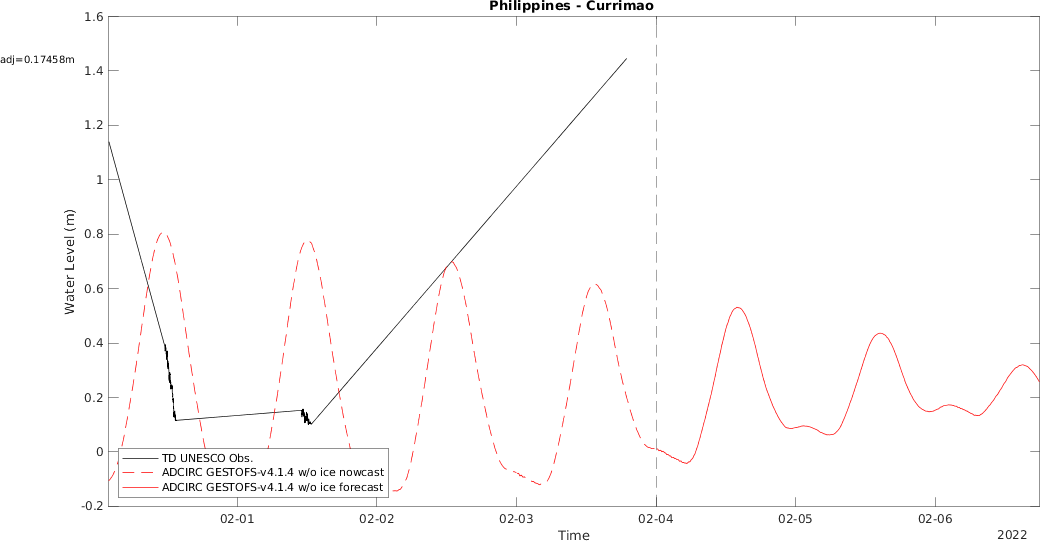 Philippines - Currimao
adj=0.17458m
Water Level (m)
1.6
1.4
1.2
1
0.8
0.6
0.4
0.2
0
-0.2
TD UNESCO Obs.
ADCIRC GESTOFS-v4.1.4 w/o ice nowcast
ADCIRC GESTOFS-v4.1.4 w/o ice forecast
02-01 02-02 02-03 02-04 02-05 02-06
Time
2022